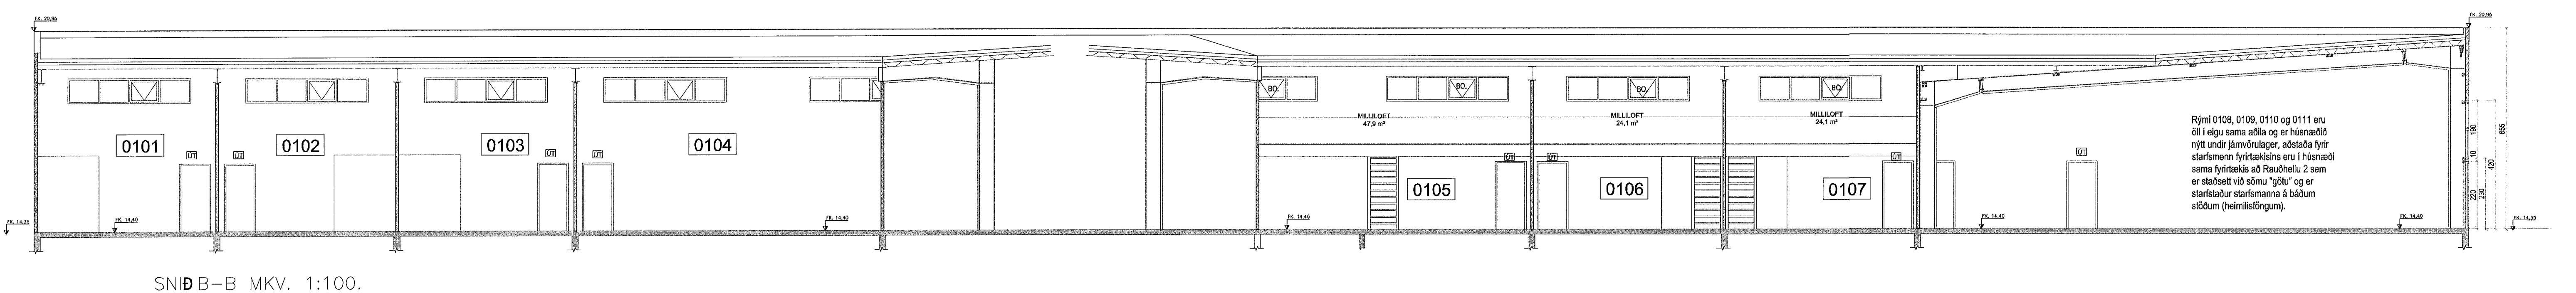 FK. 20,95
FK. 20,95
BO.
BO.
BO.
BO.
MILLILOFT
47,9 m²
MILLILOFT
24,1 m²
MILLILOFT
24,1 m²
0101
0102
0103
0104
ÚT
ÚT
ÚT
ÚT
0105
0106
0107
ÚT
ÚT
ÚT
ÚT
Rými 0108, 0109, 0110 og 0111 eru
öll í eigu sama aðila og er húsnæðið
nýtt undir járnvörulager, aðstaða fyrir
starfsmenn fyrirtækisins eru í húsnæði
sama fyrirtækis að Rauðhellu 2 sem
er staðsett við sömu "götu" og er
starfstaður starfsmanna á báðum
stöðum (heimilisföngum).
190
10
220
230
420
655
FK. 14,35
FK. 14,40
FK. 14,40
FK. 14,40
FK. 14,40
FK. 14,40
FK. 14,35
SNIÐ B-B MKV. 1:100.